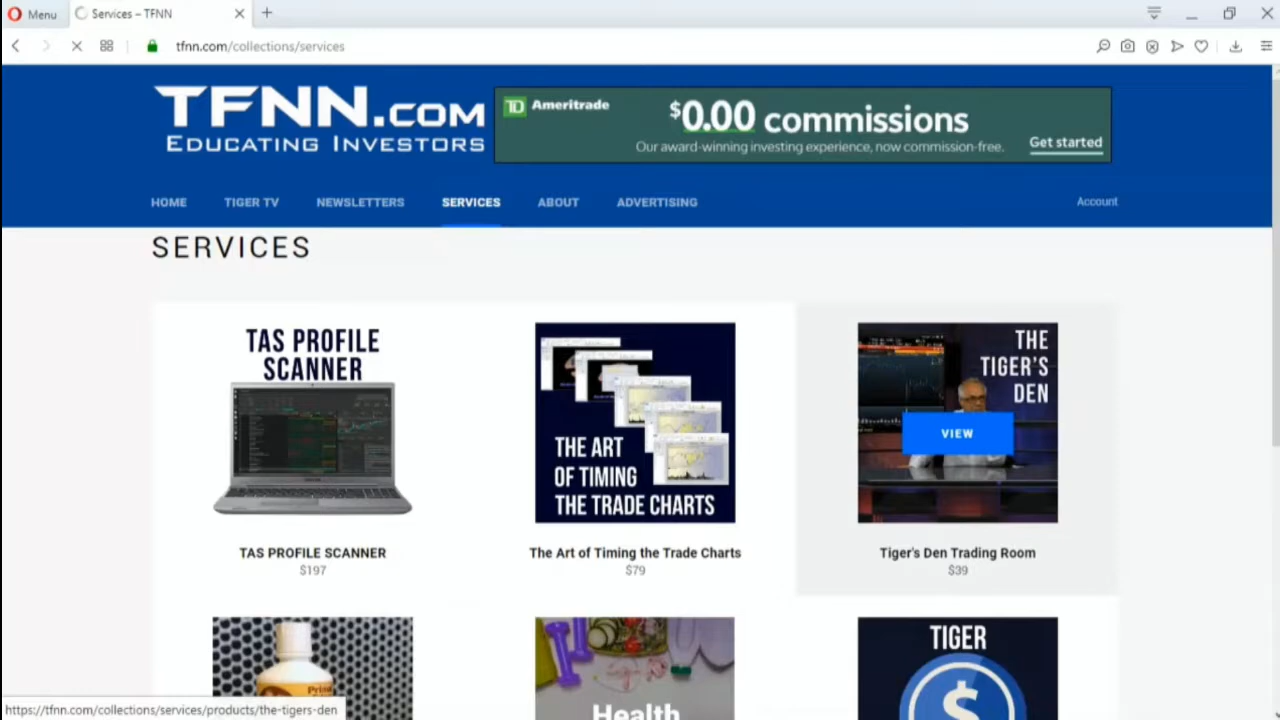 Menu
Services – TFNN
tfnn.com/collections/services
TFNN.COM
EDUCATING INVESTORS
TD Ameritrade
$0.00 commissions
Our award-winning investing experience, now commission-free.
Get started
HOME
TIGER TV
NEWSLETTERS
SERVICES
ABOUT
ADVERTISING
Account
SERVICES
TAS PROFILE
SCANNER
THE ART
OF TIMING
THE TRADE CHARTS
THE
TIGER'S
DEN
VIEW
TAS PROFILE SCANNER
$197
The Art of Timing the Trade Charts
$79
Tiger's Den Trading Room
$39
Health
TIGER
$
https://tfnn.com/collections/services/products/the-tigers-den